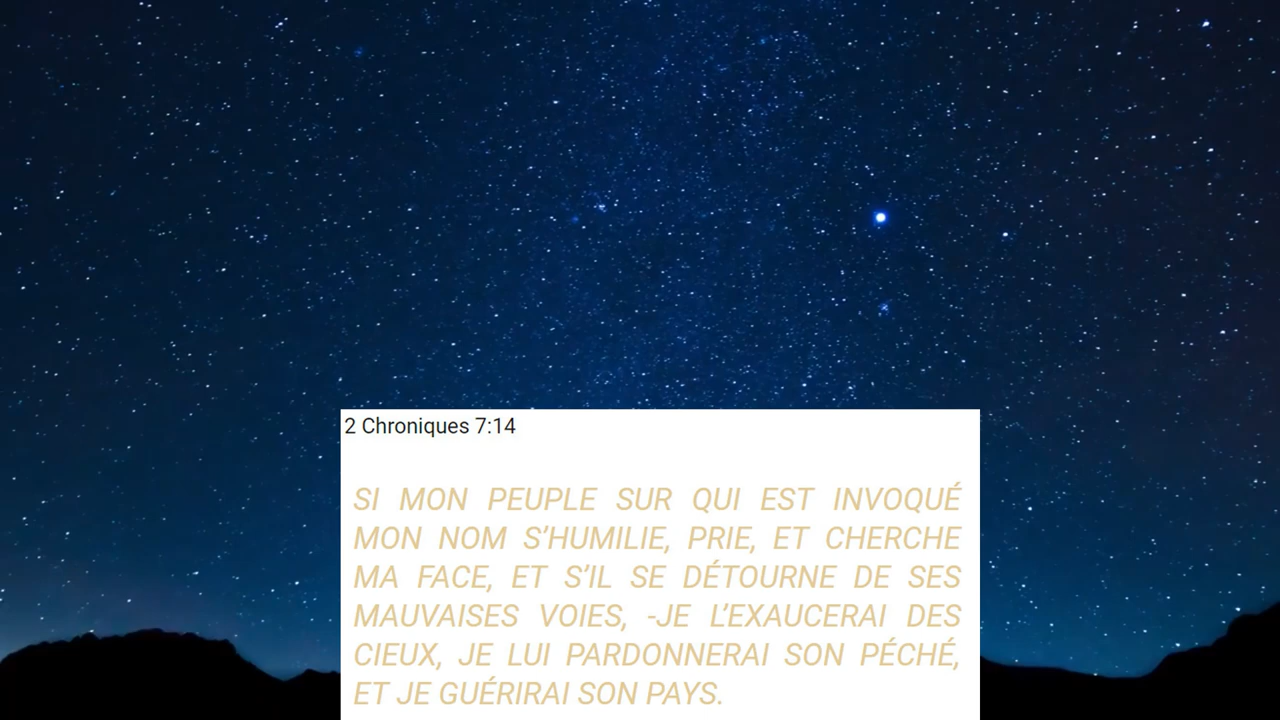 2 Chroniques 7:14
SI MON PEUPLE SUR QUI EST INVOQUÉ
MON NOM S’HUMILIE, PRIE, ET CHERCHE
MA FACE, ET S’IL SE DÉTOURNE DE SES
MAUVAISES VOIES, -JE L’EXAUCERAI DES
CIEUX, JE LUI PARDONNERAI SON PÉCHÉ,
ET JE GUÉRIRAI SON PAYS.